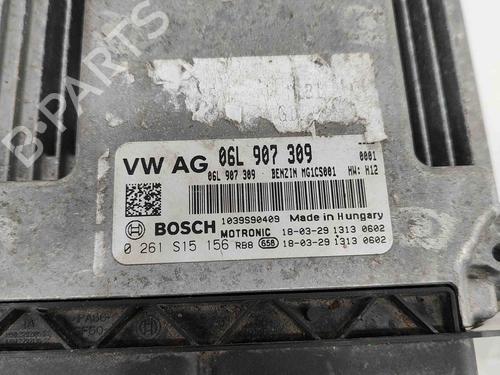 B-PARTS
VW AG 06L 907 309
0001
06L 907 309 BENZIN MG1CS001 HW: H12
BOSCH 1039S90409 Made in Hungary
MOTRONIC 18-03-29 1313 0602
0 261 S15 156 RBB 658 18-03-29 1313 0602